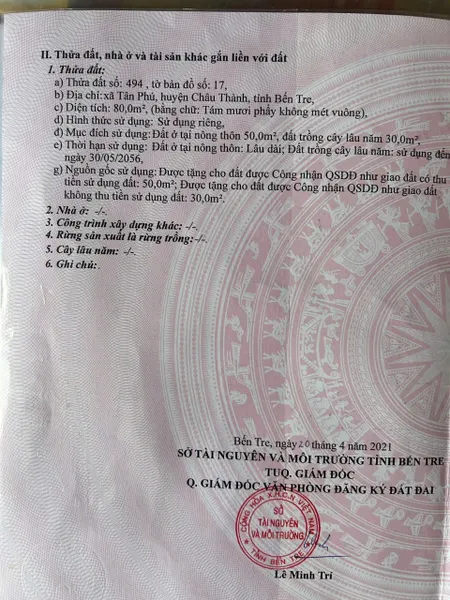 II. Thửa đất, nhà ở và tài sản khác gắn liền với đất
1. Thửa đất:
a) Thửa đất số: 494 , tờ bản đồ số: 17,
b) Địa chỉ:xã Tân Phú, huyện Châu Thành, tỉnh Bến Tre,
c) Diện tích: 80,0m², (bằng chữ: Tám mươi phẩy không mét vuông),
d) Hình thức sử dụng: Sử dụng riêng,
đ) Mục đích sử dụng: Đất ở tại nông thôn 50,0m², đất trồng cây lâu năm 30,0m²,
e) Thời hạn sử dụng: Đất ở tại nông thôn: Lâu dài; Đất trồng cây lâu năm: sử dụng đến
ngày 30/05/2056,
g) Nguồn gốc sử dụng: Được tặng cho đất được Công nhận QSDĐ như giao đất có thu
tiền sử dụng đất: 50,0m²; Được tặng cho đất được Công nhận QSDĐ như giao đất
không thu tiền sử dụng đất: 30,0m².
2. Nhà ở: -/-.
3. Công trình xây dựng khác: -/-.
4. Rừng sản xuất là rừng trồng:-/-.
5. Cây lâu năm: -/-.
6. Ghi chú:
Bến Tre, ngày 20 tháng 4 năm 2021
SỞ TÀI NGUYÊN VÀ MÔI TRƯỜNG TỈNH BẾN TRE
TUQ. GIÁM ĐỐC
Q. GIÁM ĐỐC VĂN PHÒNG ĐĂNG KÝ ĐẤT ĐAI
CỘNG HÒA X.H.C.N VIỆT NAM
SỞ
TÀI NGUYÊN
VÀ MÔI TRƯỜNG
TỈNH BẾN TRE
Lê Minh Trí